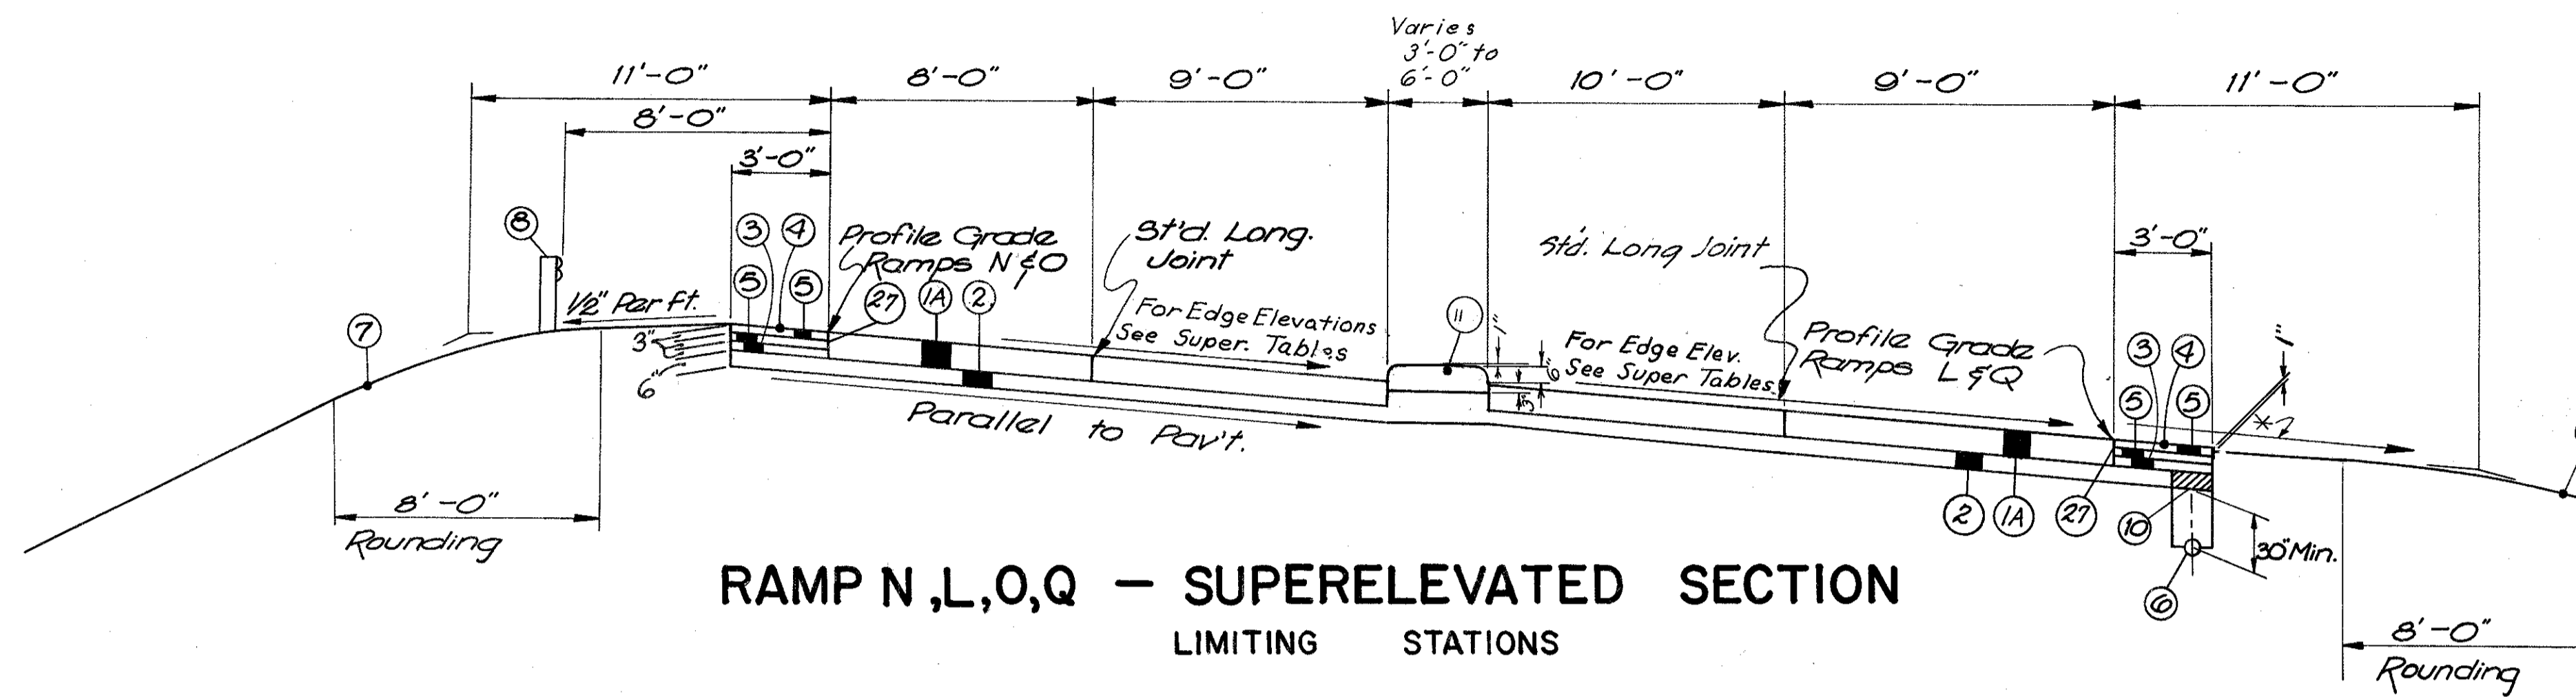 Varies
3'-0" to
6'-0"
11'-0"
8'-0"
9'-0"
10'-0"
9'-0"
11'-0"
8'-0"
3'-0"
3'-0"
8
3
4
Profile Grade
Ramps N & O
St'd. Long.
Joint
Std. Long Joint
7
1/2" Per ft.
5
5
27
1A
2
For Edge Elevations
See Super. Tables
11
1"
6"
3"
For Edge Elev.
See Super Tables
Profile Grade
Ramps L & Q
3
4
1"
5
5
*
3"
6"
Parallel to Pav't.
8'-0"
Rounding
2
1A
27
10
30" Min.
6
RAMP N ,L,O,Q — SUPERELEVATED SECTION
LIMITING STATIONS
8'-0"
Rounding